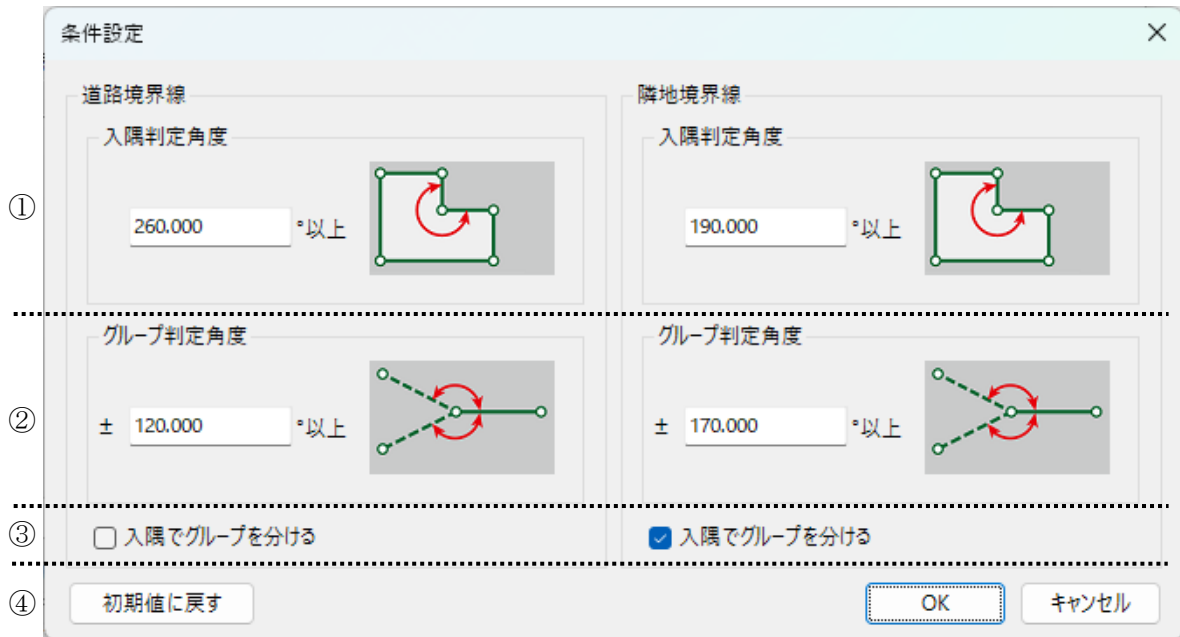 条件設定
道路境界線
隣地境界線
入隅判定角度
入隅判定角度
①
260.000 °以上
190.000 °以上
グループ判定角度
グループ判定角度
②
± 120.000 °以上
± 170.000 °以上
③
入隅でグループを分ける
入隅でグループを分ける
④
初期値に戻す
OK
キャンセル